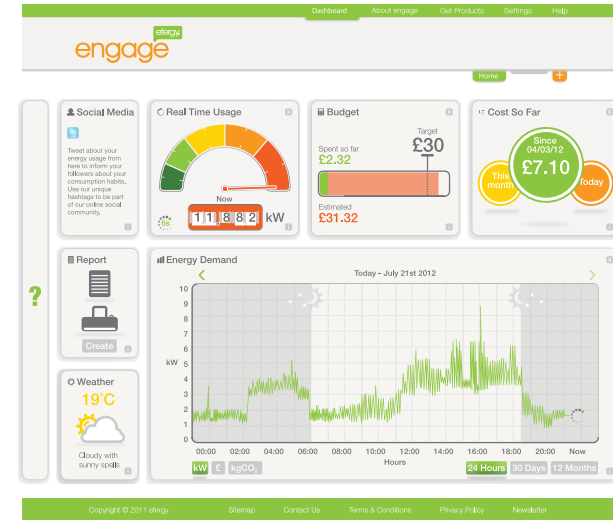 Dashboard About engage Get Products Settings Help
efergy
engage
Home +
Social Media
Tweet about your
energy usage from
here to inform your
followers about your
consumption habits.
Use our unique
hashtags to be part
of our online social
community.
Real Time Usage
Now
6s
11.882 kW
Budget
Target
£30
Spent so far
£2.32
Estimated
£31.32
Cost So Far
Since
04/03/12
£7.10
This
month
Today
?
Report
Create
Weather
19°C
Cloudy with
sunny spells
Energy Demand
Today - July 21st 2012
10
9
8
7
6
kW 5
4
3
2
1
0
00:00 02:00 04:00 06:00 08:00 10:00 12:00 14:00 16:00 18:00 20:00 Now
Hours
kW £ kgCO₂
24 Hours 30 Days 12 Months
Copyright © 2011 efergy Sitemap Contact Us Terms & Conditions Privacy Policy Newsletter